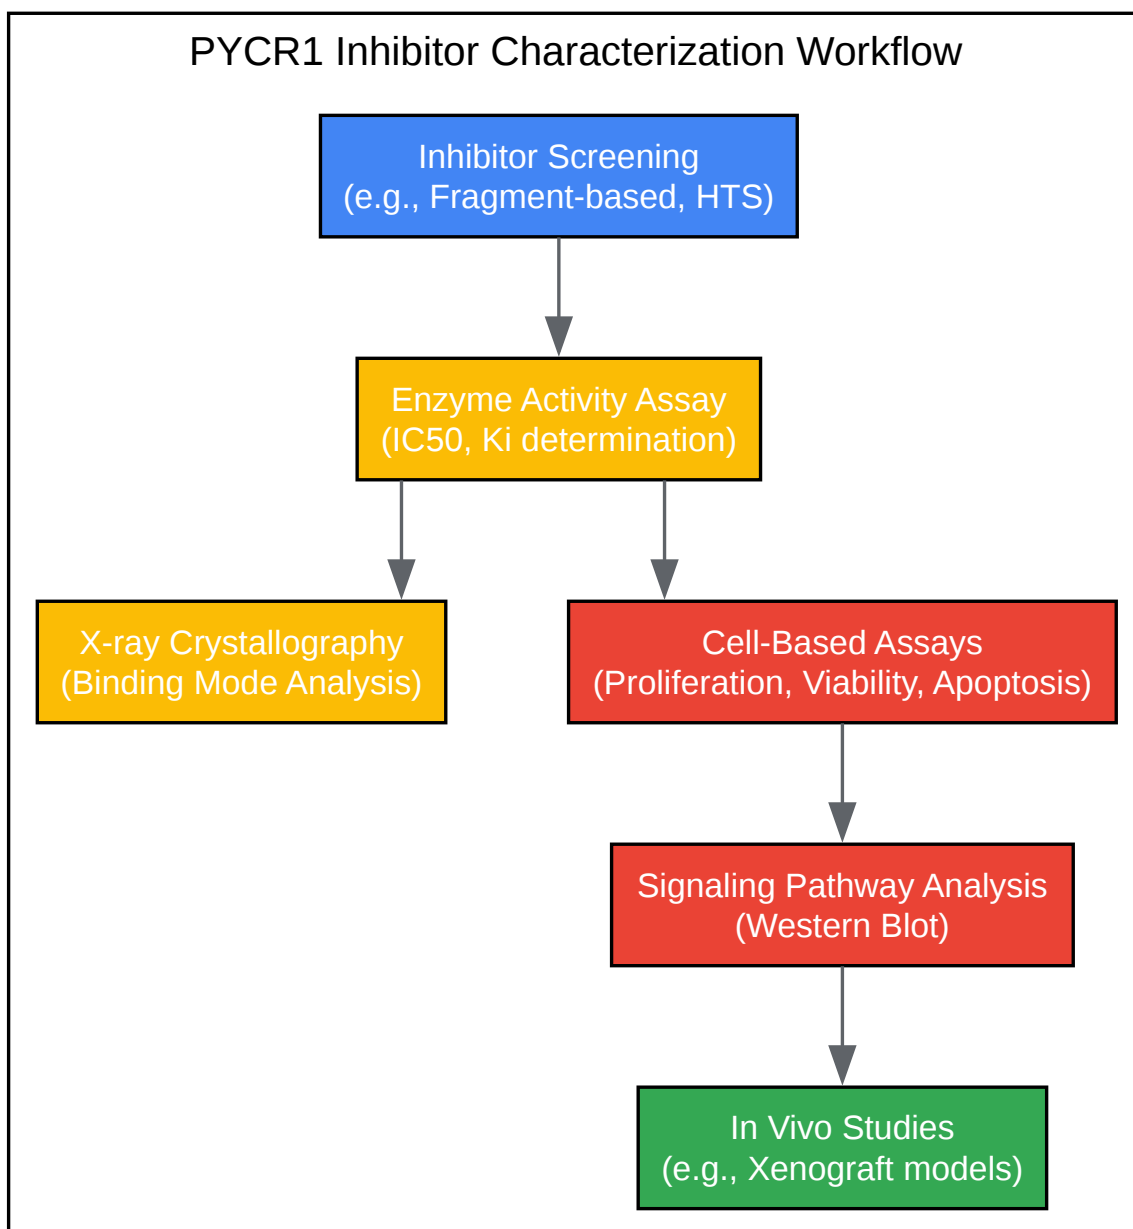 PYCR1 Inhibitor Characterization Workflow
Inhibitor Screening
(e.g., Fragment-based, HTS)
Enzyme Activity Assay
(IC50, Ki determination)
X-ray Crystallography
(Binding Mode Analysis)
Cell-Based Assays
(Proliferation, Viability, Apoptosis)
Signaling Pathway Analysis
(Western Blot)
In Vivo Studies
(e.g., Xenograft models)